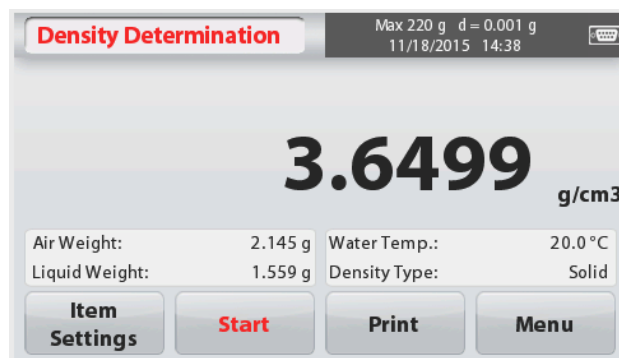 Density Determination
Max 220 g d = 0.001 g
11/18/2015 14:38
3.6499 g/cm3
Air Weight: 2.145 g Water Temp.: 20.0 °C
Liquid Weight: 1.559 g Density Type: Solid
Item Settings
Start
Print
Menu